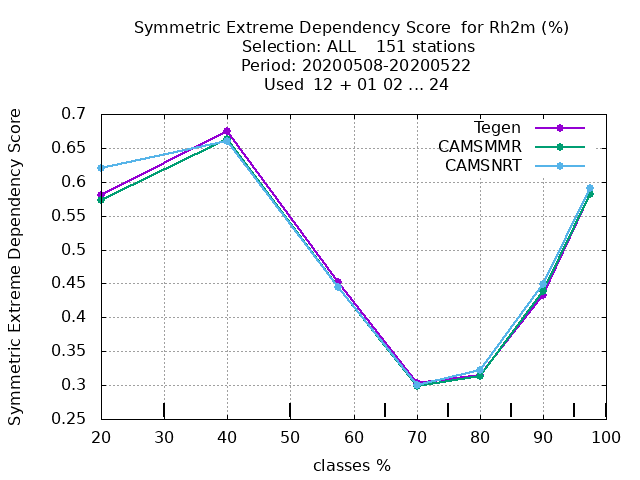 Symmetric Extreme Dependency Score  for Rh2m (%)
Selection: ALL    151 stations
Period: 20200508-20200522
Used  12 + 01 02 ... 24
Symmetric Extreme Dependency Score
0.7
0.65
0.6
0.55
0.5
0.45
0.4
0.35
0.3
0.25
Tegen
CAMSMMR
CAMSNRT
20 30 40 50 60 70 80 90 100
classes %